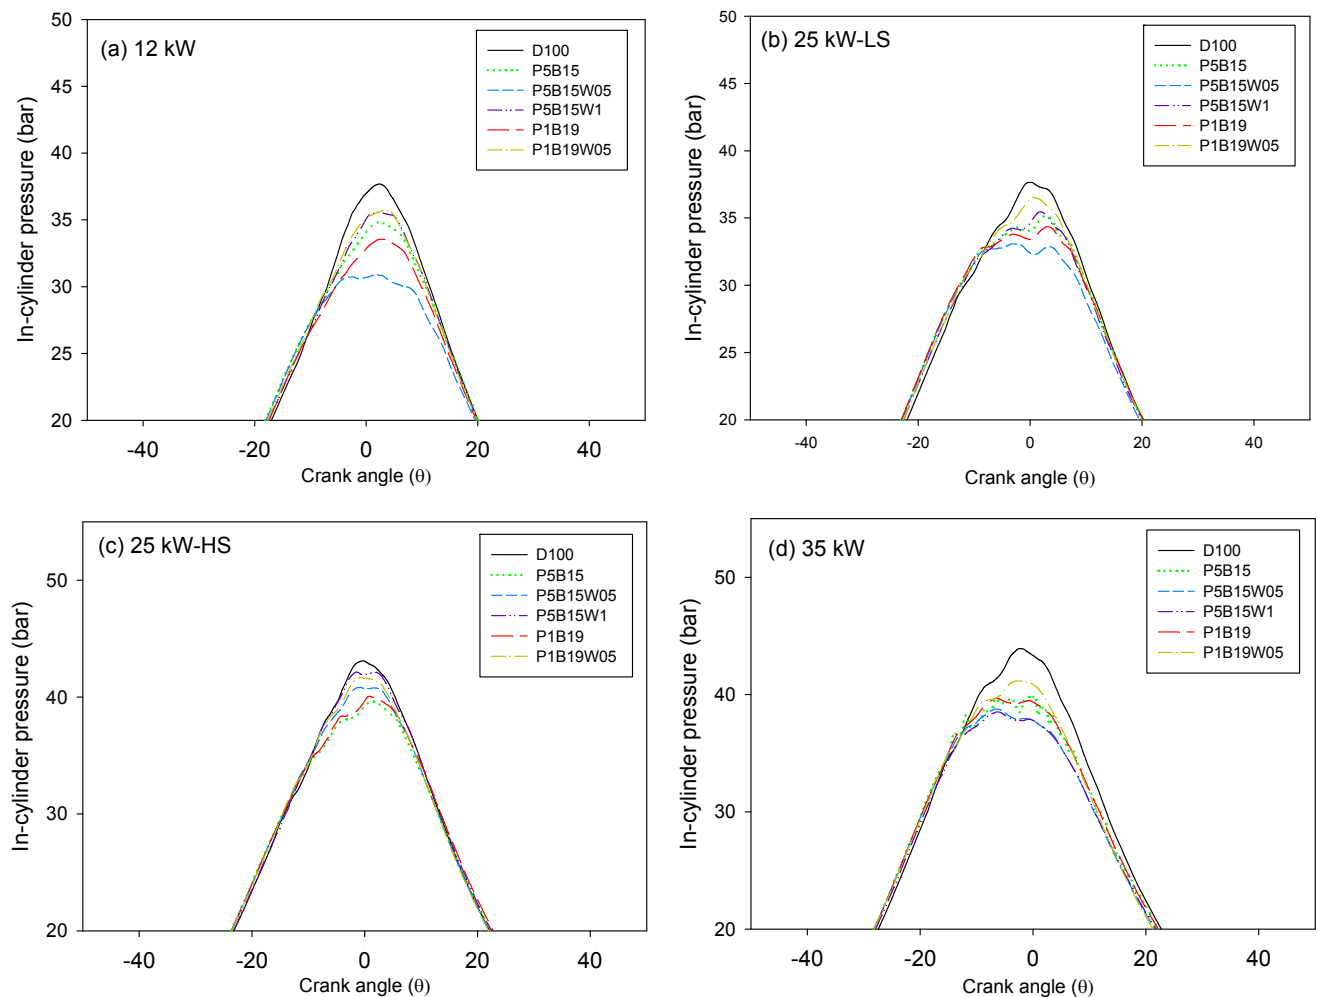 (a) 12 kW
D100
P5B15
P5B15W05
P5B15W1
P1B19
P1B19W05
In-cylinder pressure (bar)
50
45
40
35
30
25
20
-40
-20
0
20
40
Crank angle (θ)
(b) 25 kW-LS
D100
P5B15
P5B15W05
P5B15W1
P1B19
P1B19W05
In-cylinder pressure (bar)
50
45
40
35
30
25
20
-40
-20
0
20
40
Crank angle (θ)
(c) 25 kW-HS
D100
P5B15
P5B15W05
P5B15W1
P1B19
P1B19W05
In-cylinder pressure (bar)
50
40
30
20
-40
-20
0
20
40
Crank angle (θ)
(d) 35 kW
D100
P5B15
P5B15W05
P5B15W1
P1B19
P1B19W05
In-cylinder pressure (bar)
50
40
30
20
-40
-20
0
20
40
Crank angle (θ)